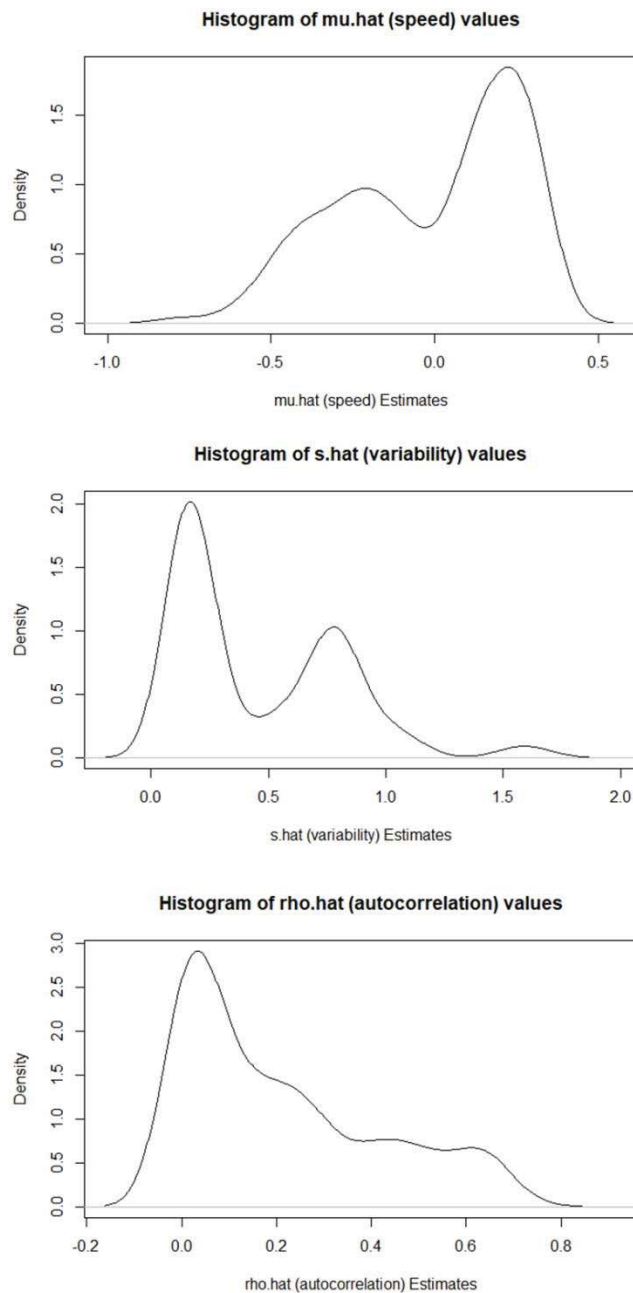 Histogram of mu.hat (speed) values
Density
0.0 0.5 1.0 1.5
-1.0 -0.5 0.0 0.5
mu.hat (speed) Estimates
Histogram of s.hat (variability) values
Density
0.0 0.5 1.0 1.5 2.0
0.0 0.5 1.0 1.5 2.0
s.hat (variability) Estimates
Histogram of rho.hat (autocorrelation) values
Density
0.0 0.5 1.0 1.5 2.0 2.5 3.0
-0.2 0.0 0.2 0.4 0.6 0.8
rho.hat (autocorrelation) Estimates